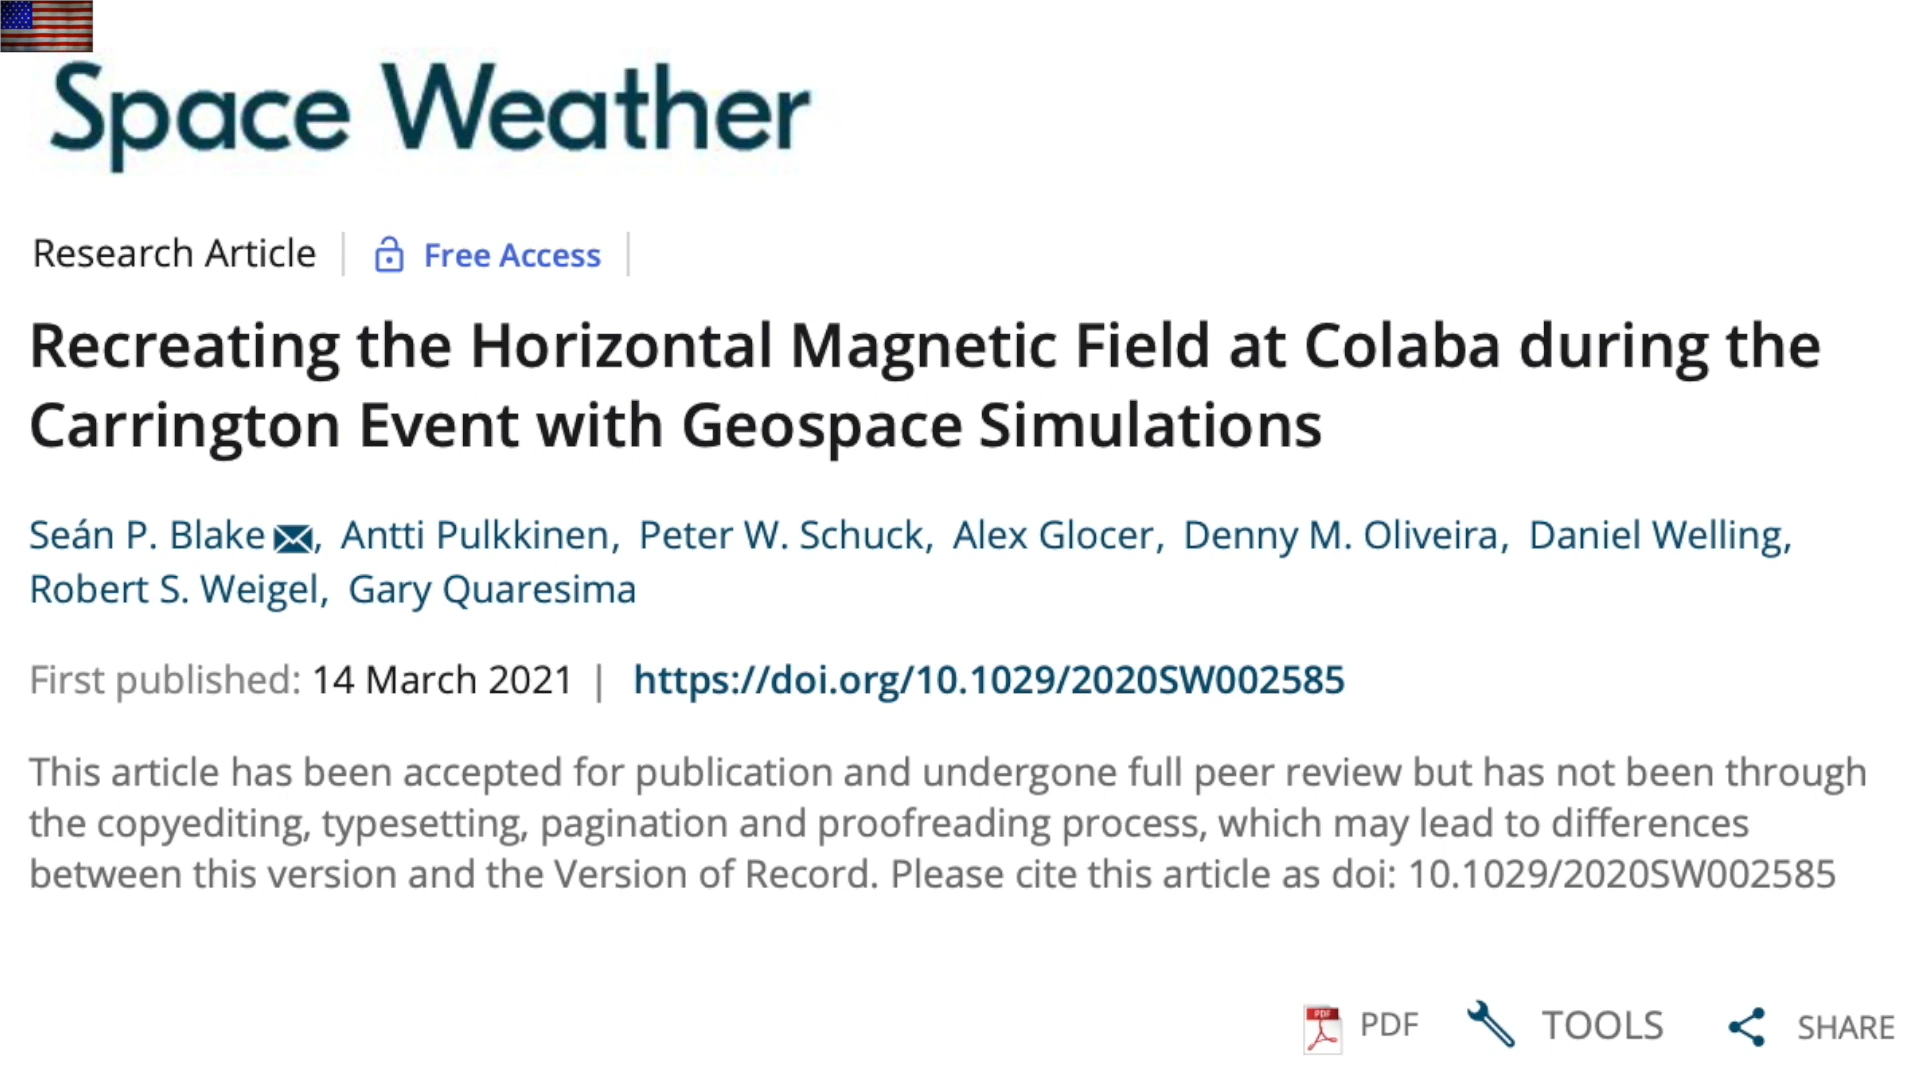 Space Weather
Research Article | Free Access |
Recreating the Horizontal Magnetic Field at Colaba during the
Carrington Event with Geospace Simulations
Seán P. Blake, Antti Pulkkinen, Peter W. Schuck, Alex Glocer, Denny M. Oliveira, Daniel Welling,
Robert S. Weigel, Gary Quaresima
First published: 14 March 2021 | https://doi.org/10.1029/2020SW002585
This article has been accepted for publication and undergone full peer review but has not been through
the copyediting, typesetting, pagination and proofreading process, which may lead to differences
between this version and the Version of Record. Please cite this article as doi: 10.1029/2020SW002585
PDF PDF TOOLS SHARE